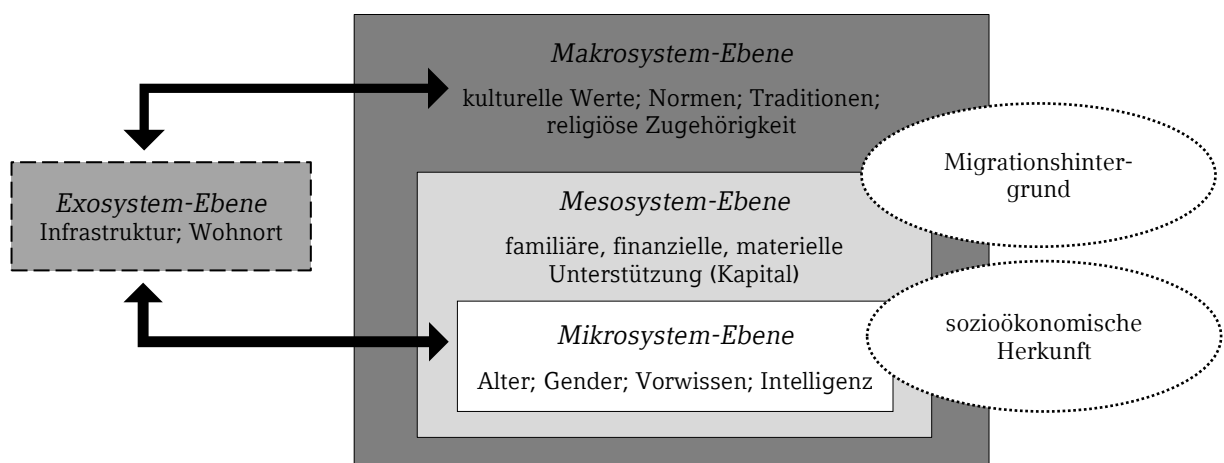 Makrosystem-Ebene
kulturelle Werte; Normen; Traditionen;
religiöse Zugehörigkeit
Migrationshinter-
grund
Exosystem-Ebene
Infrastruktur; Wohnort
Mesosystem-Ebene
familiäre, finanzielle, materielle
Unterstützung (Kapital)
Mikrosystem-Ebene
Alter; Gender; Vorwissen; Intelligenz
sozioökonomische
Herkunft